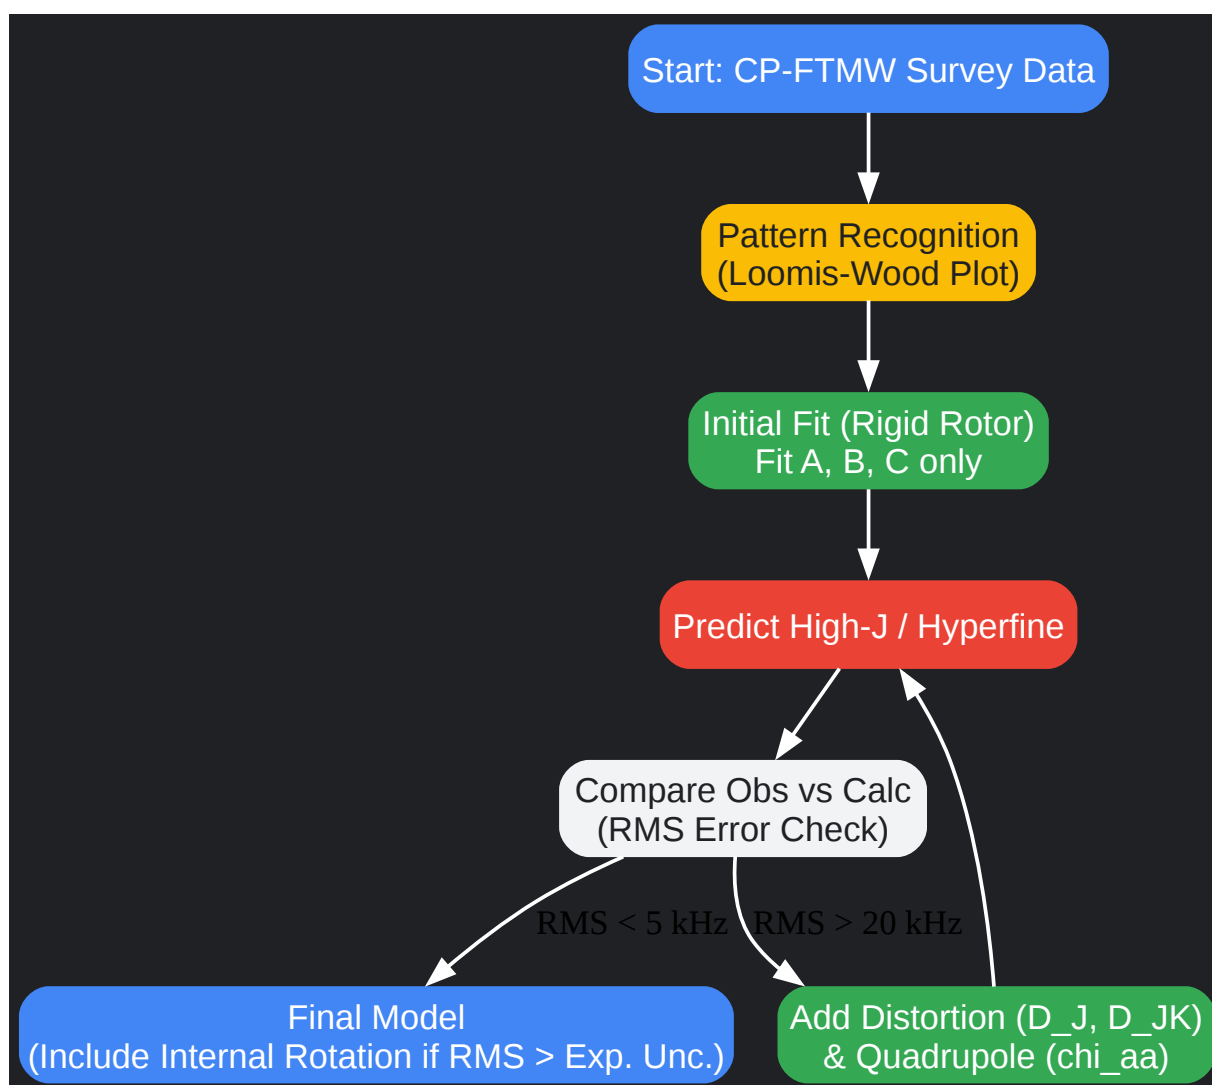 Start: CP-FTMW Survey Data
Pattern Recognition
(Loomis-Wood Plot)
Initial Fit (Rigid Rotor)
Fit A, B, C only
Predict High-J / Hyperfine
Compare Obs vs Calc
(RMS Error Check)
RMS < 5 kHz
RMS > 20 kHz
Final Model
(Include Internal Rotation if RMS > Exp. Unc.)
Add Distortion (D_J, D_JK)
& Quadrupole (chi_aa)